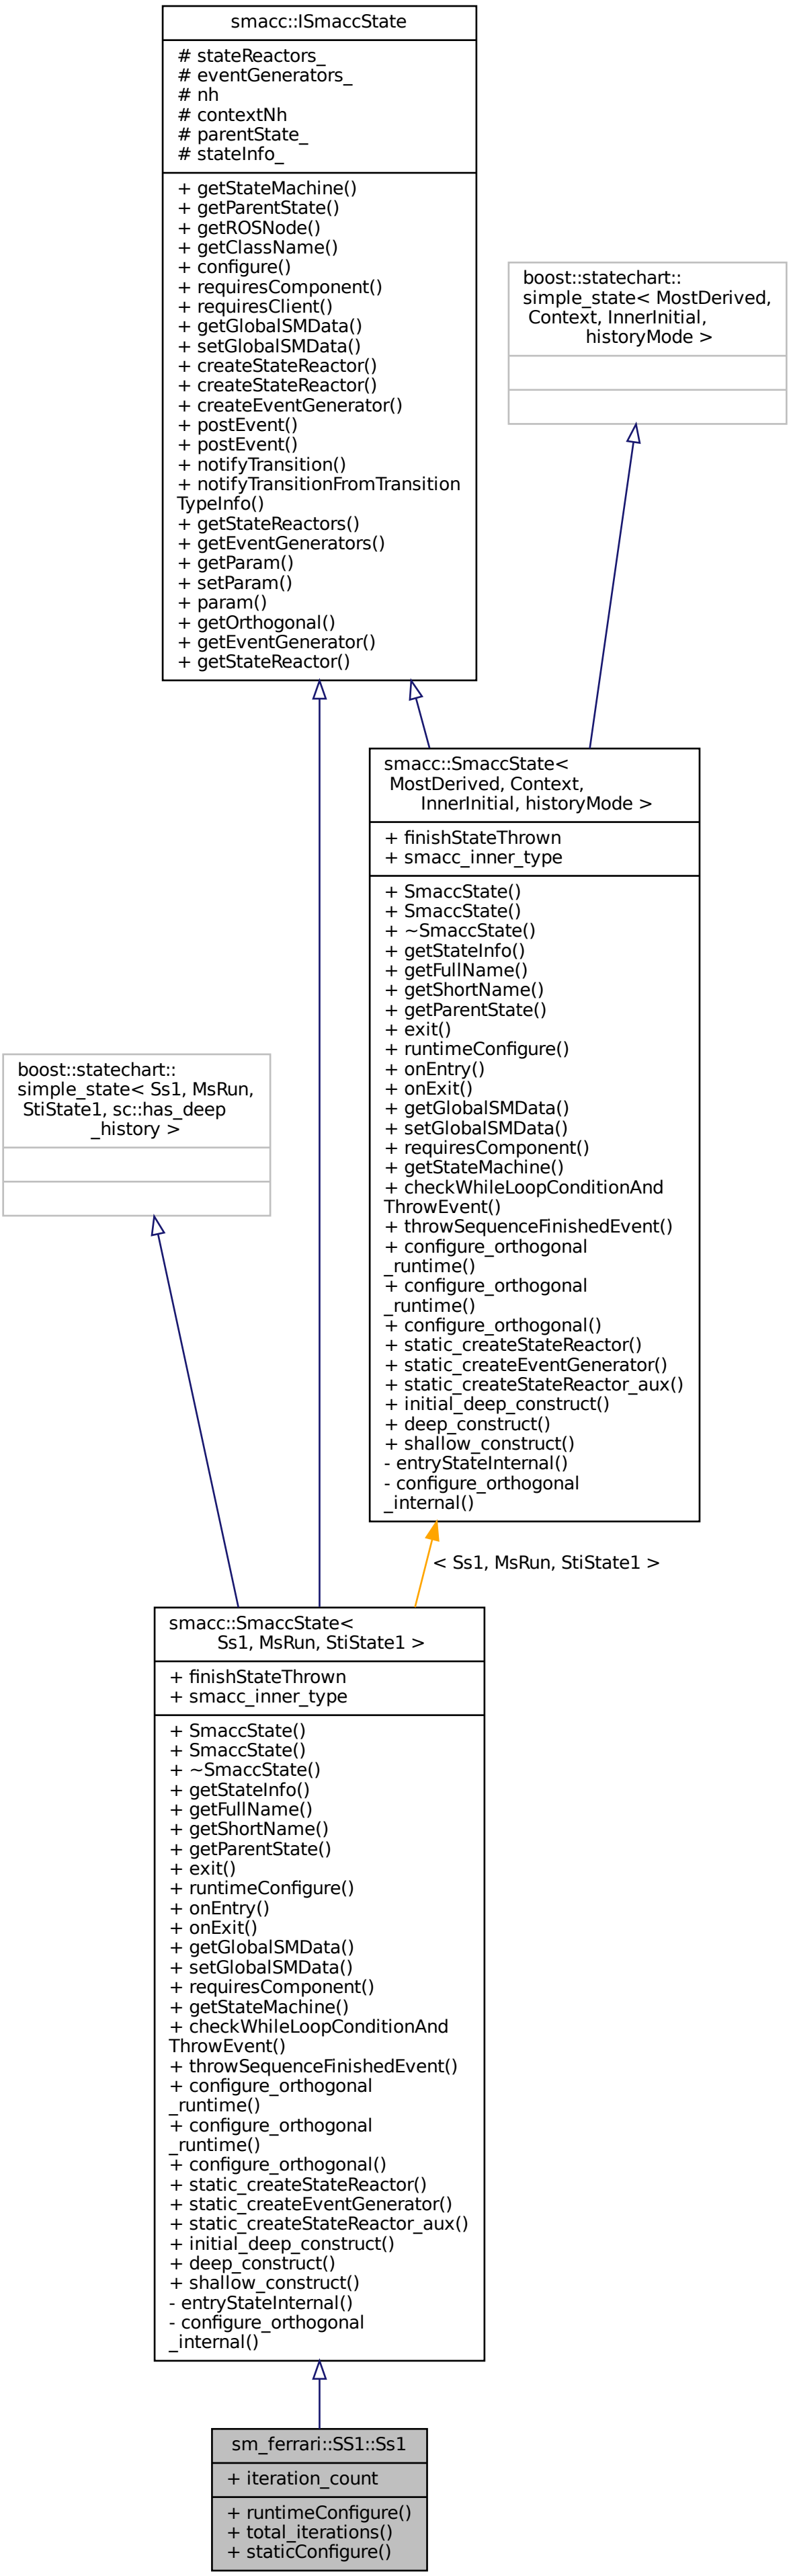 smacc::ISmaccState
# stateReactors_
# eventGenerators_
# nh
# contextNh
# parentState_
# stateInfo_
+ getStateMachine()
+ getParentState()
+ getROSNode()
+ getClassName()
+ configure()
+ requiresComponent()
+ requiresClient()
+ getGlobalSMData()
+ setGlobalSMData()
+ createStateReactor()
+ createStateReactor()
+ createEventGenerator()
+ postEvent()
+ postEvent()
+ notifyTransition()
+ notifyTransitionFromTransition
TypeInfo()
+ getStateReactors()
+ getEventGenerators()
+ getParam()
+ setParam()
+ param()
+ getOrthogonal()
+ getEventGenerator()
+ getStateReactor()
boost::statechart::
simple_state< MostDerived,
Context, InnerInitial,
historyMode >
smacc::SmaccState<
MostDerived, Context,
InnerInitial, historyMode >
+ finishStateThrown
+ smacc_inner_type
+ SmaccState()
+ SmaccState()
+ ~SmaccState()
+ getStateInfo()
+ getFullName()
+ getShortName()
+ getParentState()
+ exit()
+ runtimeConfigure()
+ onEntry()
+ onExit()
+ getGlobalSMData()
+ setGlobalSMData()
+ requiresComponent()
+ getStateMachine()
+ checkWhileLoopConditionAnd
ThrowEvent()
+ throwSequenceFinishedEvent()
+ configure_orthogonal
_runtime()
+ configure_orthogonal
_runtime()
+ configure_orthogonal()
+ static_createStateReactor()
+ static_createEventGenerator()
+ static_createStateReactor_aux()
+ initial_deep_construct()
+ deep_construct()
+ shallow_construct()
- entryStateInternal()
- configure_orthogonal
_internal()
boost::statechart::
simple_state< Ss1, MsRun,
StiState1, sc::has_deep
_history >
< Ss1, MsRun, StiState1 >
smacc::SmaccState<
Ss1, MsRun, StiState1 >
+ finishStateThrown
+ smacc_inner_type
+ SmaccState()
+ SmaccState()
+ ~SmaccState()
+ getStateInfo()
+ getFullName()
+ getShortName()
+ getParentState()
+ exit()
+ runtimeConfigure()
+ onEntry()
+ onExit()
+ getGlobalSMData()
+ setGlobalSMData()
+ requiresComponent()
+ getStateMachine()
+ checkWhileLoopConditionAnd
ThrowEvent()
+ throwSequenceFinishedEvent()
+ configure_orthogonal
_runtime()
+ configure_orthogonal
_runtime()
+ configure_orthogonal()
+ static_createStateReactor()
+ static_createEventGenerator()
+ static_createStateReactor_aux()
+ initial_deep_construct()
+ deep_construct()
+ shallow_construct()
- entryStateInternal()
- configure_orthogonal
_internal()
sm_ferrari::SS1::Ss1
+ iteration_count
+ runtimeConfigure()
+ total_iterations()
+ staticConfigure()